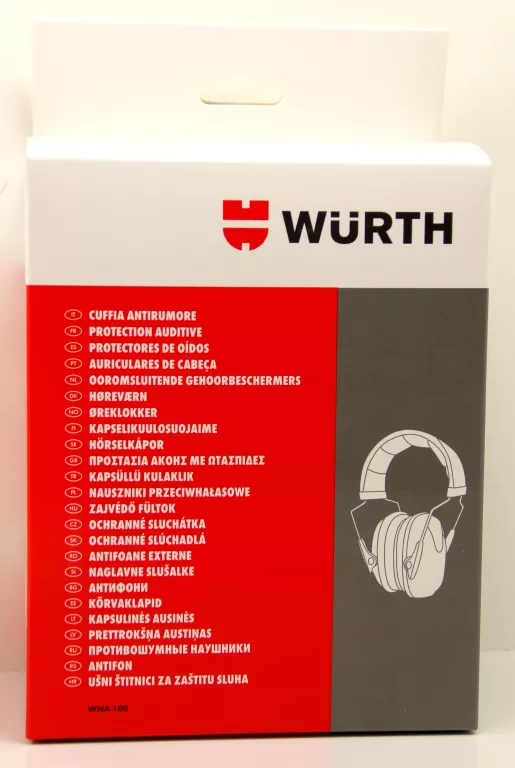 WÜRTH
IT CUFFIA ANTIRUMORE
FR PROTECTION AUDITIVE
ES PROTECTORES DE OÍDOS
PT AURICULARES DE CABEÇA
NL OOROMSLUITENDE GEHOORBESCHERMERS
DK HØREVÆRN
NO ØREKLOKKER
FI KAPSELIKUULOSUOJAIME
SE HÖRSELKÅPOR
GR ΠΡΟΣΤΑΣΙΑ ΑΚΟΗΣ ΜΕ ΩΤΑΣΠΙΔΕΣ
TR KAPSÜLLÜ KULAKLIK
PL NAUSZNIKI PRZECIWHAŁASOWE
HU ZAJVÉDŐ FÜLTOK
CZ OCHRANNÉ SLUCHÁTKA
SK OCHRANNÉ SLÚCHADLÁ
RO ANTIFOANE EXTERNE
SI NAGLAVNE SLUŠALKE
BG АНТИФОНИ
EE KÕRVAKLAPID
LT KAPSULINĖS AUSINĖS
LV PRETTROKŠŅA AUSTIŅAS
RU ПРОТИВОШУМНЫЕ НАУШНИКИ
RS ANTIFON
HR UŠNI ŠTITNICI ZA ZAŠTITU SLUHA
WNA 100